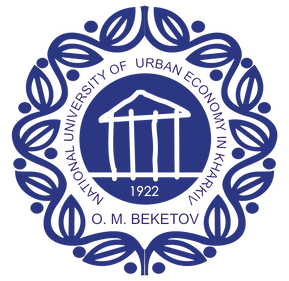 NATIONAL UNIVERSITY OF URBAN ECONOMY IN KHARKIV
1922
O. M. BEKETOV